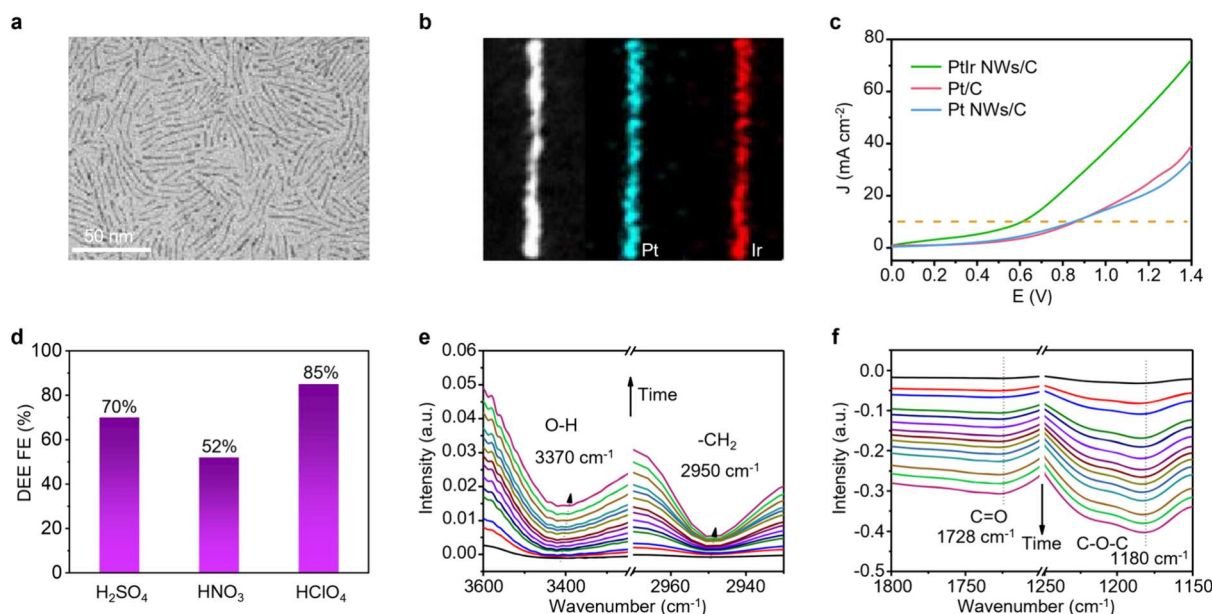 a
50 nm
b
Pt
Ir
c
80
60
40
20
0
J (mA cm⁻²)
PtIr NWs/C
Pt/C
Pt NWs/C
0.0 0.2 0.4 0.6 0.8 1.0 1.2 1.4
E (V)
d
100
80
60
40
20
0
DEE FE (%)
70%
52%
85%
H₂SO₄ HNO₃ HClO₄
e
0.06
0.05
0.04
0.03
0.02
0.01
0.00
Intensity (a.u.)
Time
O-H
3370 cm⁻¹
-CH₂
2950 cm⁻¹
3600 3400 2960 2940
Wavenumber (cm⁻¹)
f
0.0
-0.1
-0.2
-0.3
-0.4
-0.5
Intensity (a.u.)
C=O
1728 cm⁻¹
Time
C-O-C
1180 cm⁻¹
1800 1750 1250 1200 1150
Wavenumber (cm⁻¹)